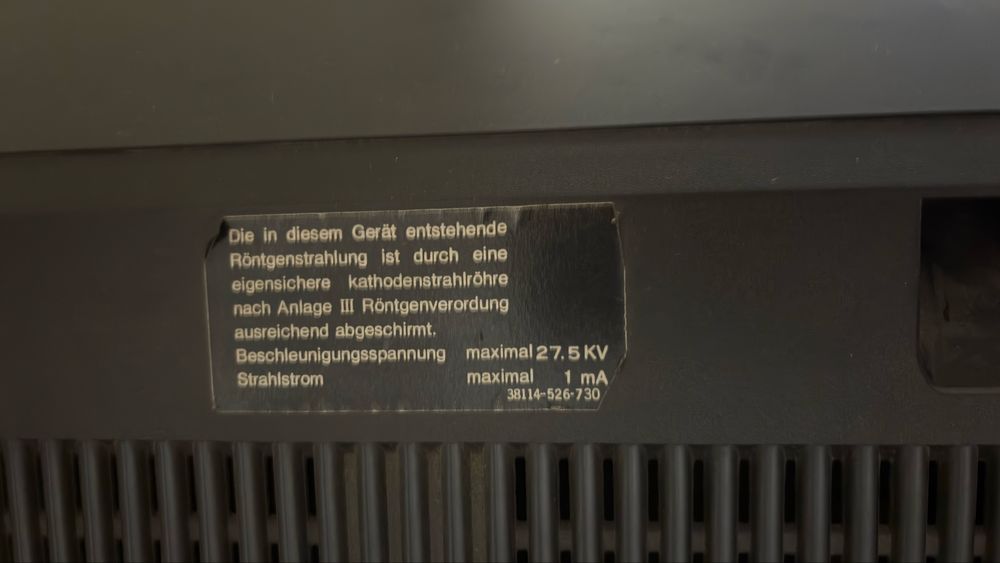 Die in diesem Gerät entstehende
Röntgenstrahlung ist durch eine
eigensichere kathodenstrahlröhre
nach Anlage III Röntgenverordung
ausreichend abgeschirmt.
Beschleunigungsspannung maximal 27.5 KV
Strahlstrom maximal 1 mA
38114-526-730